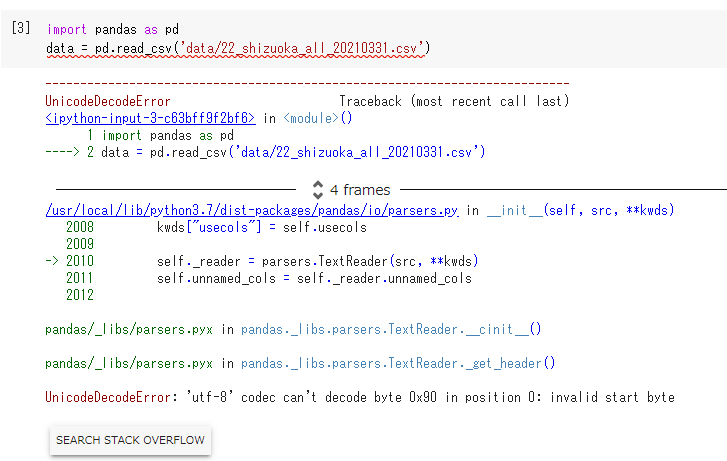 [3] import pandas as pd
data = pd.read_csv('data/22_shizuoka_all_20210331.csv')
---------------------------------------------------------------------------
UnicodeDecodeError                        Traceback (most recent call last)
<ipython-input-3-c63bff9f2bf6> in <module>()
      1 import pandas as pd
----> 2 data = pd.read_csv('data/22_shizuoka_all_20210331.csv')
4 frames
/usr/local/lib/python3.7/dist-packages/pandas/io/parsers.py in __init__(self, src, **kwds)
   2008         kwds["usecols"] = self.usecols
   2009
-> 2010         self._reader = parsers.TextReader(src, **kwds)
   2011         self.unnamed_cols = self._reader.unnamed_cols
   2012
pandas/_libs/parsers.pyx in pandas._libs.parsers.TextReader.__cinit__()
pandas/_libs/parsers.pyx in pandas._libs.parsers.TextReader._get_header()
UnicodeDecodeError: 'utf-8' codec can't decode byte 0x90 in position 0: invalid start byte
SEARCH STACK OVERFLOW